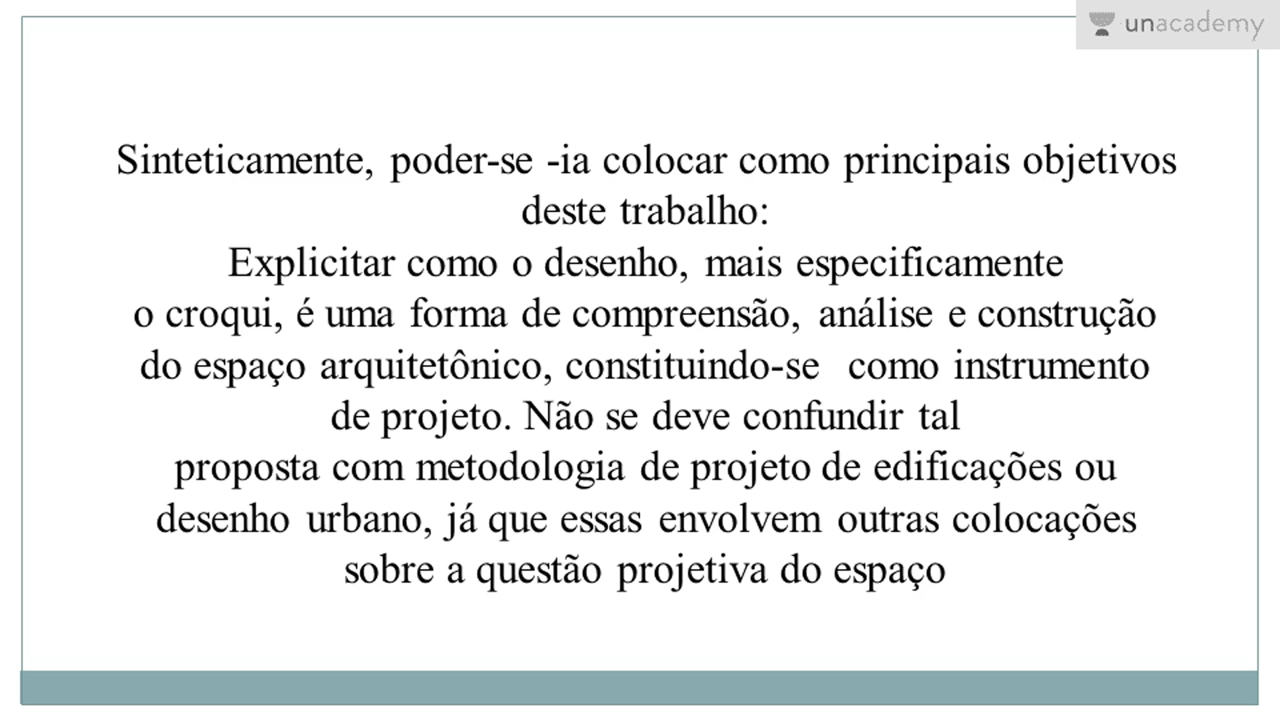 unacademy
Sinteticamente, poder-se -ia colocar como principais objetivos
deste trabalho:
Explicitar como o desenho, mais especificamente
o croqui, é uma forma de compreensão, análise e construção
do espaço arquitetônico, constituindo-se como instrumento
de projeto. Não se deve confundir tal
proposta com metodologia de projeto de edificações ou
desenho urbano, já que essas envolvem outras colocações
sobre a questão projetiva do espaço